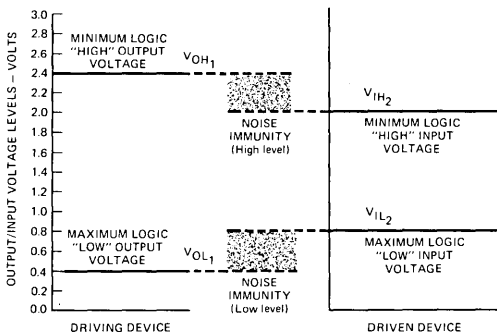 OUTPUT/INPUT VOLTAGE LEVELS – VOLTS
3.0
2.8
2.6
2.4
2.2
2.0
1.8
1.6
1.4
1.2
1.0
0.8
0.6
0.4
0.2
0.0
MINIMUM LOGIC
"HIGH" OUTPUT
VOLTAGE
VOH1
NOISE
IMMUNITY
(High level)
VIH2
MINIMUM LOGIC
"HIGH" INPUT
VOLTAGE
MAXIMUM LOGIC
"LOW" OUTPUT
VOLTAGE
VOL1
NOISE
IMMUNITY
(Low level)
VIL2
MAXIMUM LOGIC
"LOW" INPUT
VOLTAGE
DRIVING DEVICE
DRIVEN DEVICE